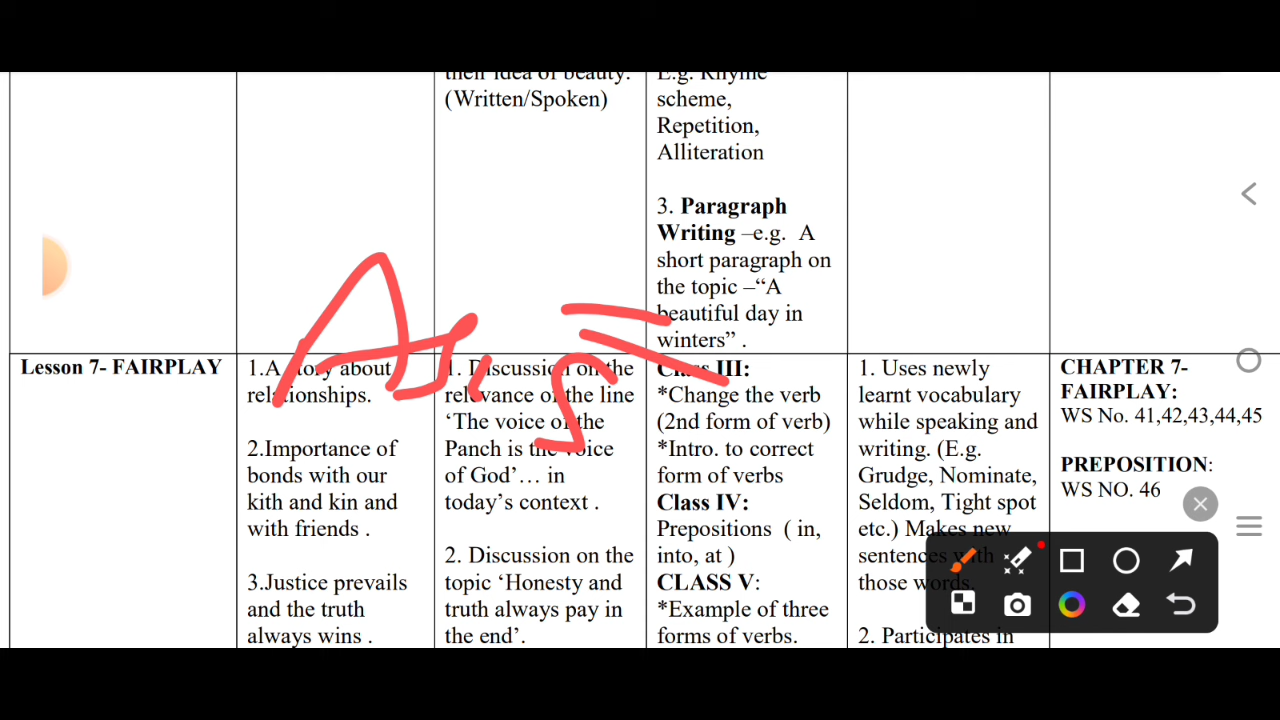 their idea of beauty.
(Written/Spoken)
E.g. Rhyme
scheme,
Repetition,
Alliteration
3. Paragraph
Writing –e.g. A
short paragraph on
the topic –“A
beautiful day in
winters” .
Lesson 7- FAIRPLAY
1.A story about
relationships.
2.Importance of
bonds with our
kith and kin and
with friends .
3.Justice prevails
and the truth
always wins .
1. Discussion on the
relevance of the line
‘The voice of the
Panch is the voice
of God’… in
today’s context .
2. Discussion on the
topic ‘Honesty and
truth always pay in
the end’.
Class III:
*Change the verb
(2nd form of verb)
*Intro. to correct
form of verbs
Class IV:
Prepositions ( in,
into, at )
CLASS V:
*Example of three
forms of verbs.
1. Uses newly
learnt vocabulary
while speaking and
writing. (E.g.
Grudge, Nominate,
Seldom, Tight spot
etc.) Makes new
sentences with
those words.
2. Participates in
CHAPTER 7-
FAIRPLAY:
WS No. 41,42,43,44,45
PREPOSITION:
WS NO. 46